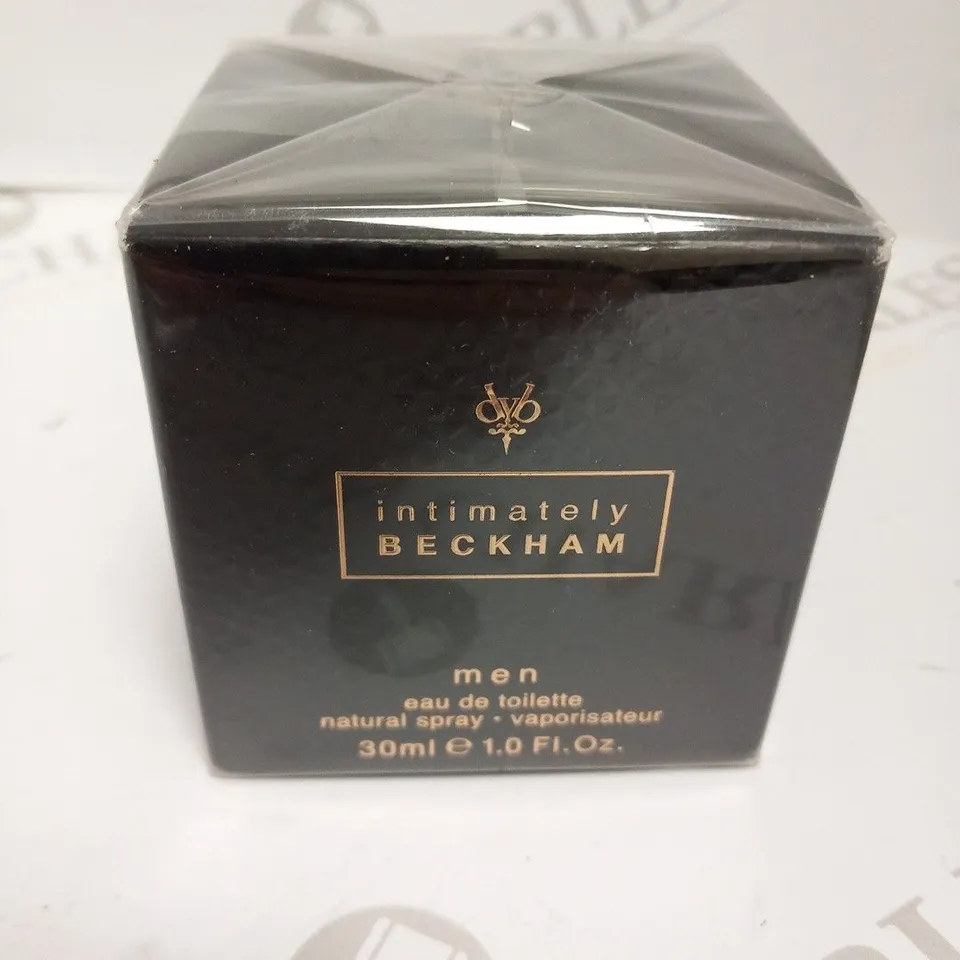 dvb
intimately
BECKHAM
men
eau de toilette
natural spray · vaporisateur
30ml ℮ 1.0 Fl.Oz.